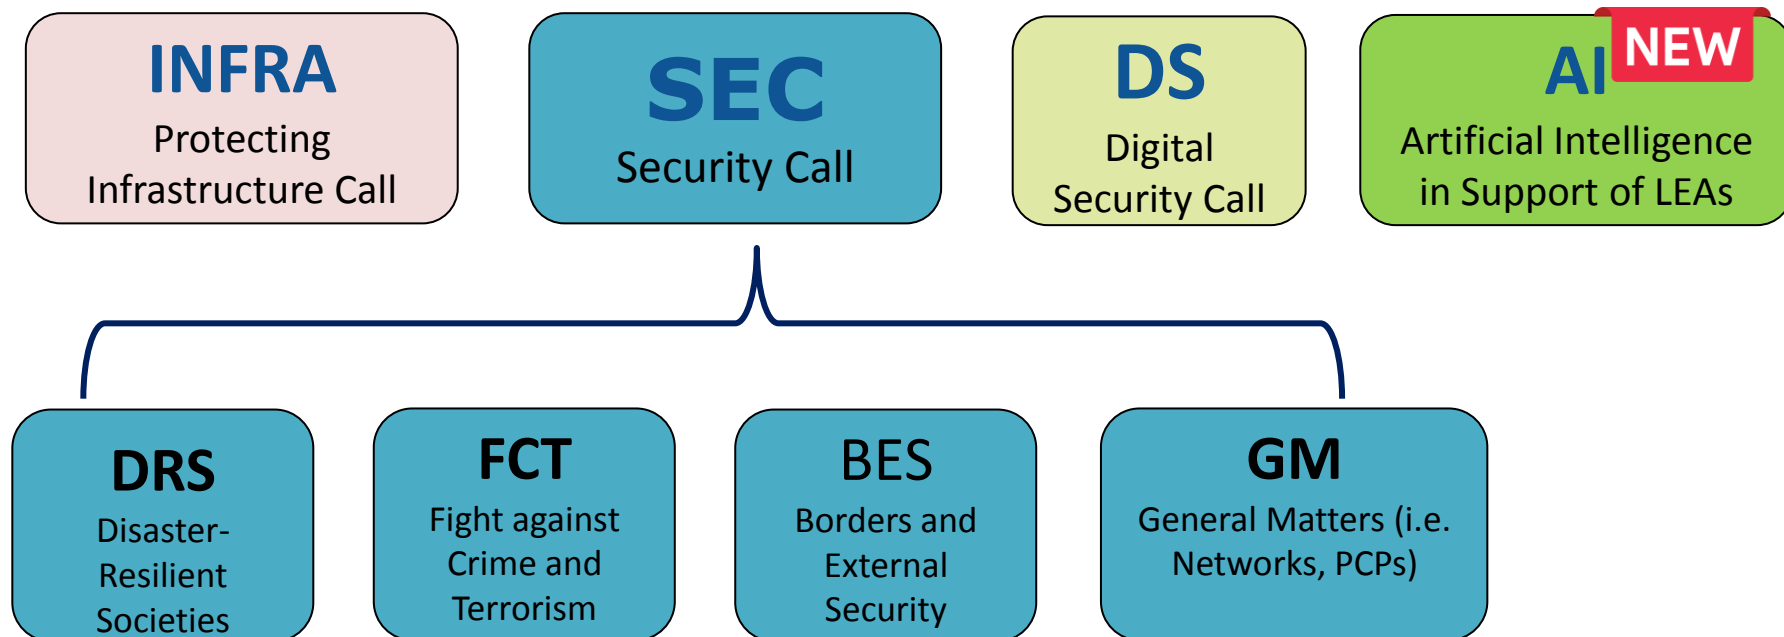 INFRA
Protecting
Infrastructure Call
SEC
Security Call
DS
Digital
Security Call
AI
NEW
Artificial Intelligence
in Support of LEAs
DRS
Disaster-
Resilient
Societies
FCT
Fight against
Crime and
Terrorism
BES
Borders and
External
Security
GM
General Matters (i.e.
Networks, PCPs)